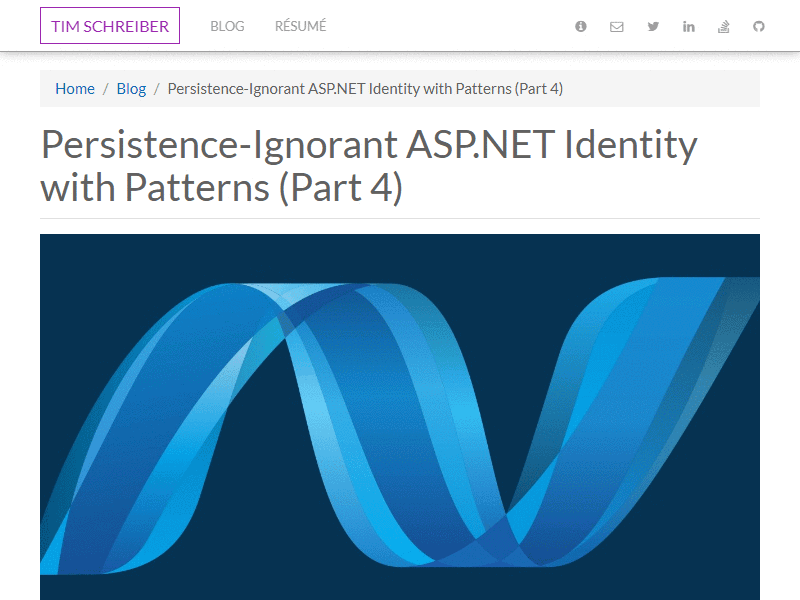 TIM SCHREIBER BLOG RÉSUMÉ
Home / Blog / Persistence-Ignorant ASP.NET Identity with Patterns (Part 4)
Persistence-Ignorant ASP.NET Identity
with Patterns (Part 4)